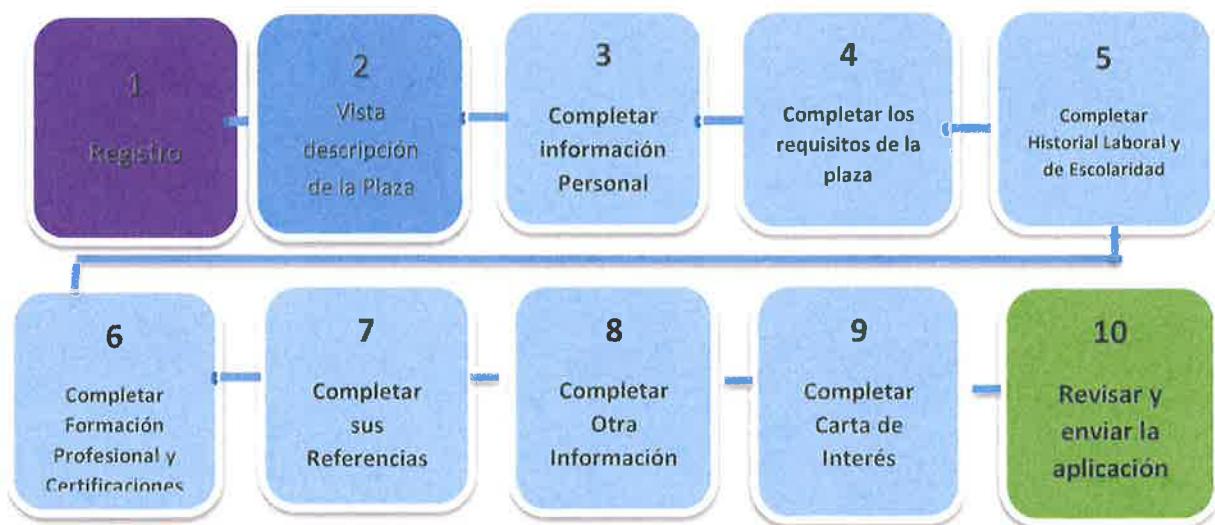 1
Registro
2
Vista
descripción
de la Plaza
3
Completar
información
Personal
4
Completar los
requisitos de la
plaza
5
Completar
Historial Laboral y
de Escolaridad
6
Completar
Formación
Profesional y
Certificaciones
7
Completar
sus
Referencias
8
Completar
Otra
Información
9
Completar
Carta de
Interés
10
Revisar y
enviar la
aplicación